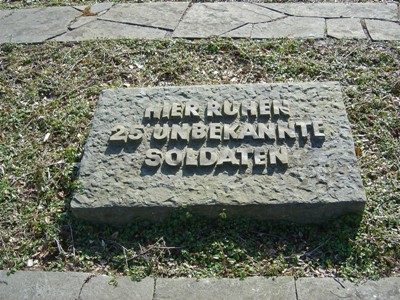 HIER RUHEN
25 UNBEKANNTE
SOLDATEN